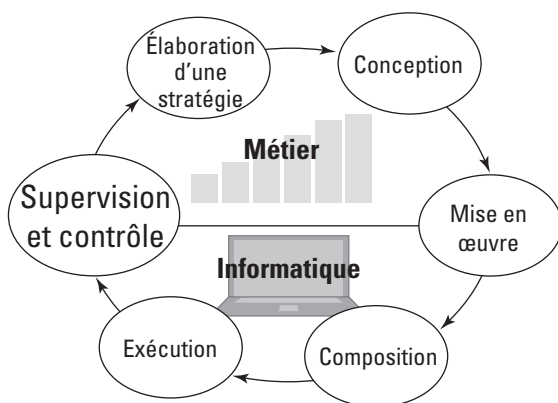 Élaboration
d'une
stratégie
Conception
Métier
Supervision
et contrôle
Mise en
œuvre
Informatique
Exécution
Composition